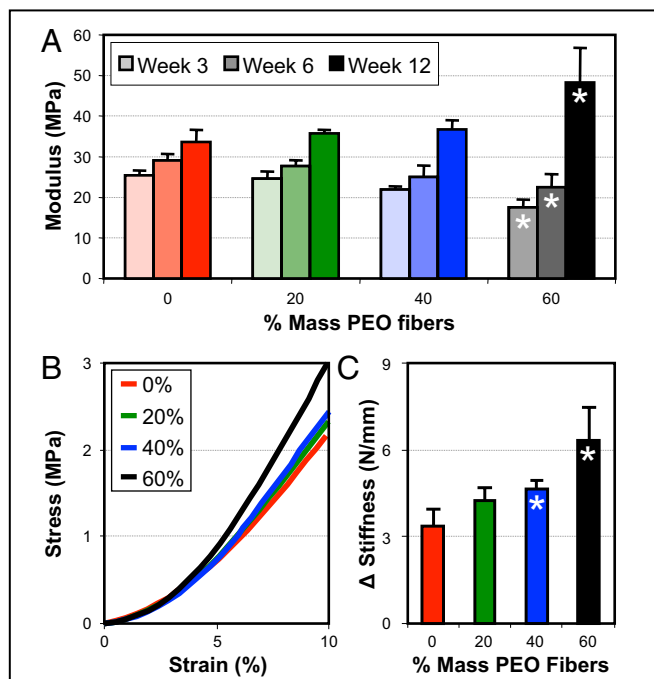 A
Modulus (MPa)
60
50
40
30
20
10
0
Week 3 Week 6 Week 12
* * *
0 20 40 60
% Mass PEO fibers
B
Stress (MPa)
3
2
1
0
0%
20%
40%
60%
0 5 10
Strain (%)
C
Δ Stiffness (N/mm)
9
6
3
0
* *
0 20 40 60
% Mass PEO Fibers